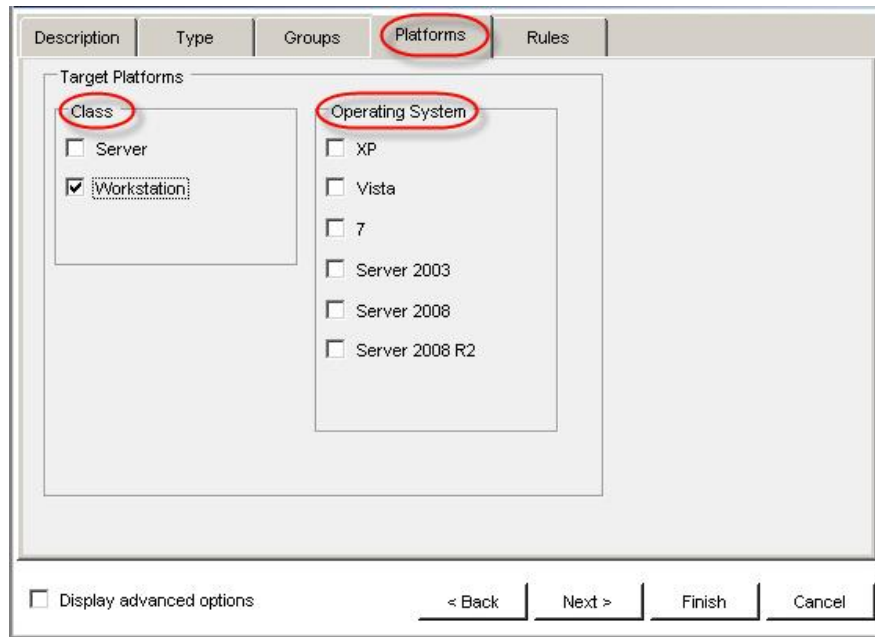 Description Type Groups Platforms Rules
Target Platforms
Class
Operating System
Server
Workstation
XP
Vista
7
Server 2003
Server 2008
Server 2008 R2
Display advanced options
< Back Next > Finish Cancel